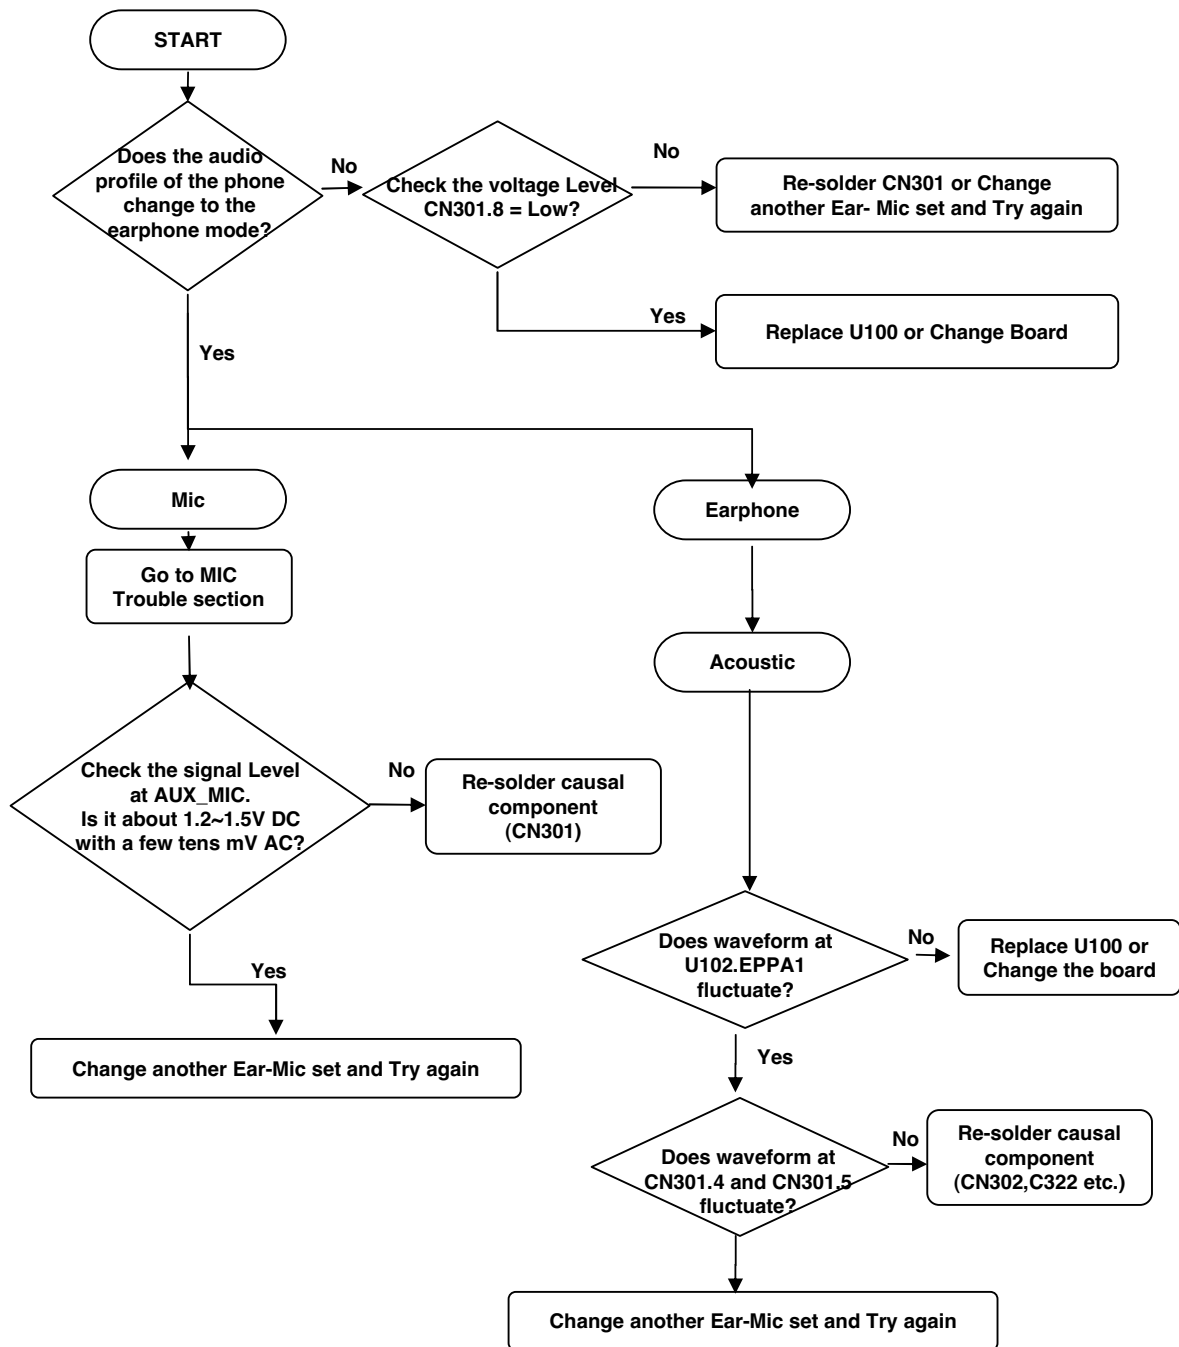 START
Does the audio
profile of the phone
change to the
earphone mode?
No
Check the voltage Level
CN301.8 = Low?
No
Re-solder CN301 or Change
another Ear- Mic set and Try again
Yes
Replace U100 or Change Board
Yes
Mic
Go to MIC
Trouble section
Check the signal Level
at AUX_MIC.
Is it about 1.2~1.5V DC
with a few tens mV AC?
No
Re-solder causal
component
(CN301)
Yes
Change another Ear-Mic set and Try again
Earphone
Acoustic
Does waveform at
U102.EPPA1
fluctuate?
No
Replace U100 or
Change the board
Yes
Does waveform at
CN301.4 and CN301.5
fluctuate?
No
Re-solder causal
component
(CN302,C322 etc.)
Change another Ear-Mic set and Try again